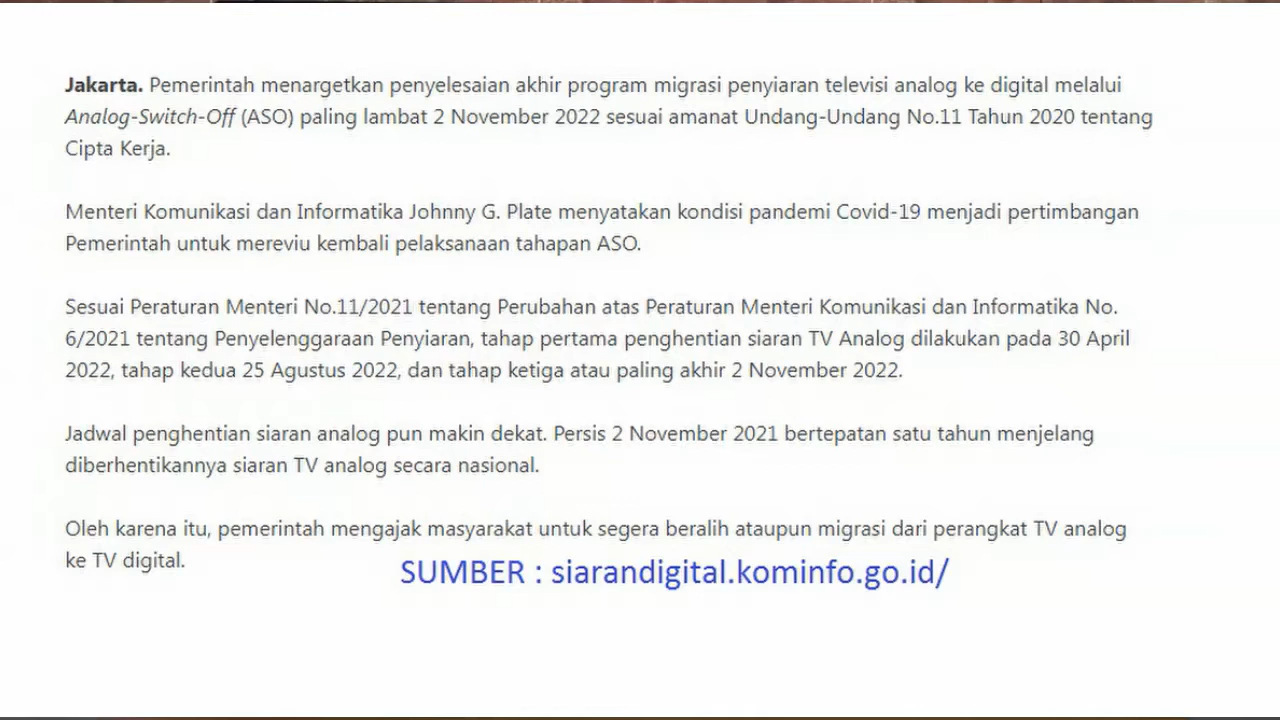 Jakarta. Pemerintah menargetkan penyelesaian akhir program migrasi penyiaran televisi analog ke digital melalui
Analog-Switch-Off (ASO) paling lambat 2 November 2022 sesuai amanat Undang-Undang No.11 Tahun 2020 tentang
Cipta Kerja.
Menteri Komunikasi dan Informatika Johnny G. Plate menyatakan kondisi pandemi Covid-19 menjadi pertimbangan
Pemerintah untuk mereviu kembali pelaksanaan tahapan ASO.
Sesuai Peraturan Menteri No.11/2021 tentang Perubahan atas Peraturan Menteri Komunikasi dan Informatika No.
6/2021 tentang Penyelenggaraan Penyiaran, tahap pertama penghentian siaran TV Analog dilakukan pada 30 April
2022, tahap kedua 25 Agustus 2022, dan tahap ketiga atau paling akhir 2 November 2022.
Jadwal penghentian siaran analog pun makin dekat. Persis 2 November 2021 bertepatan satu tahun menjelang
diberhentikannya siaran TV analog secara nasional.
Oleh karena itu, pemerintah mengajak masyarakat untuk segera beralih ataupun migrasi dari perangkat TV analog
ke TV digital.
SUMBER : siarandigital.kominfo.go.id/